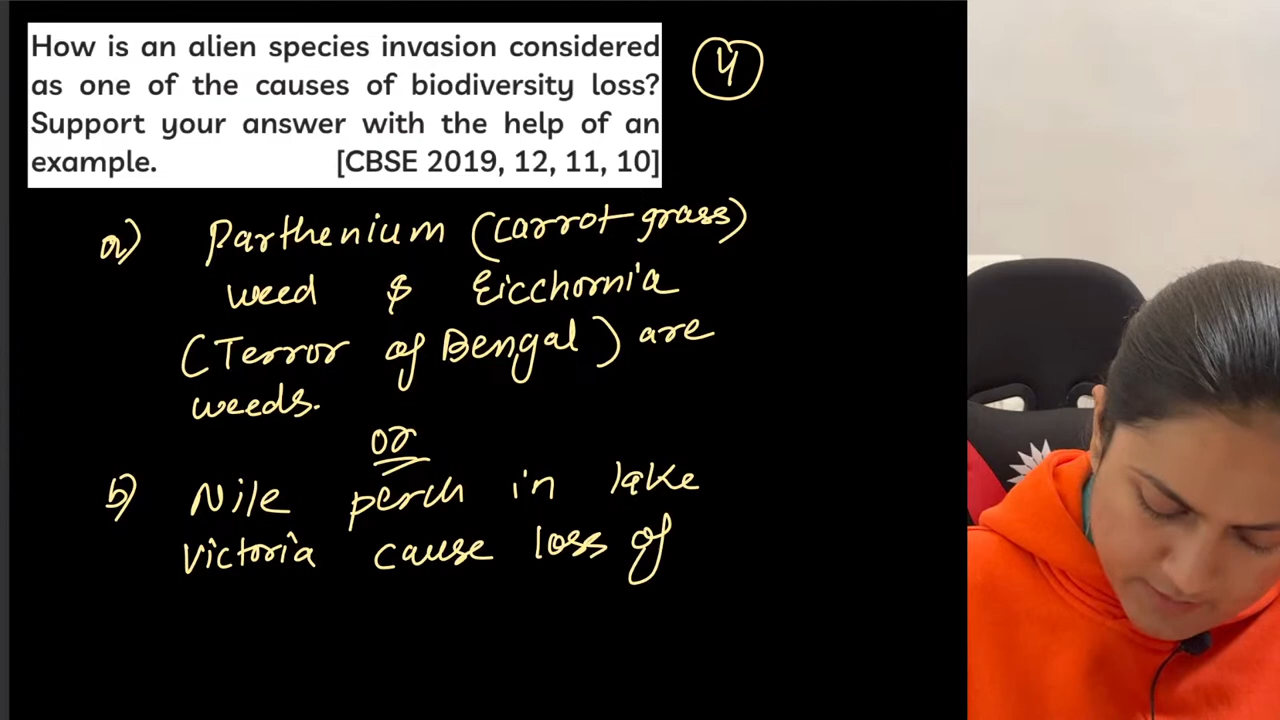 How is an alien species invasion considered
as one of the causes of biodiversity loss?
Support your answer with the help of an
example. [CBSE 2019, 12, 11, 10]
4
a) Parthenium (carrot grass)
weed & Eicchornia
(Terror of Bengal) are
weeds.
or
b) Nile perch in lake
victoria cause loss of